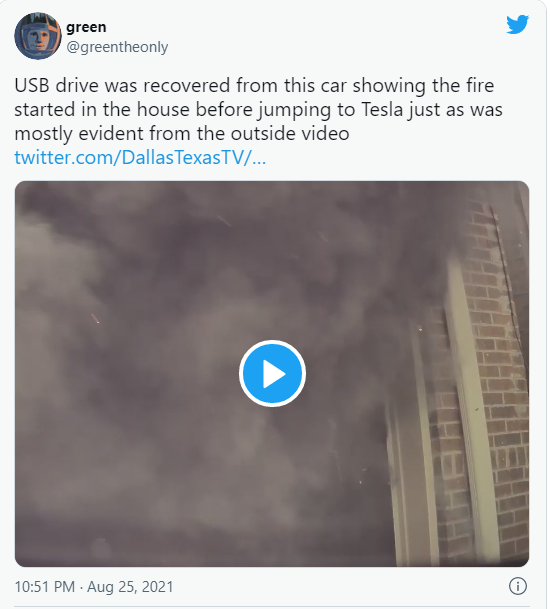 green
@greentheonly
USB drive was recovered from this car showing the fire
started in the house before jumping to Tesla just as was
mostly evident from the outside video
twitter.com/DallasTexasTV/...
10:51 PM · Aug 25, 2021